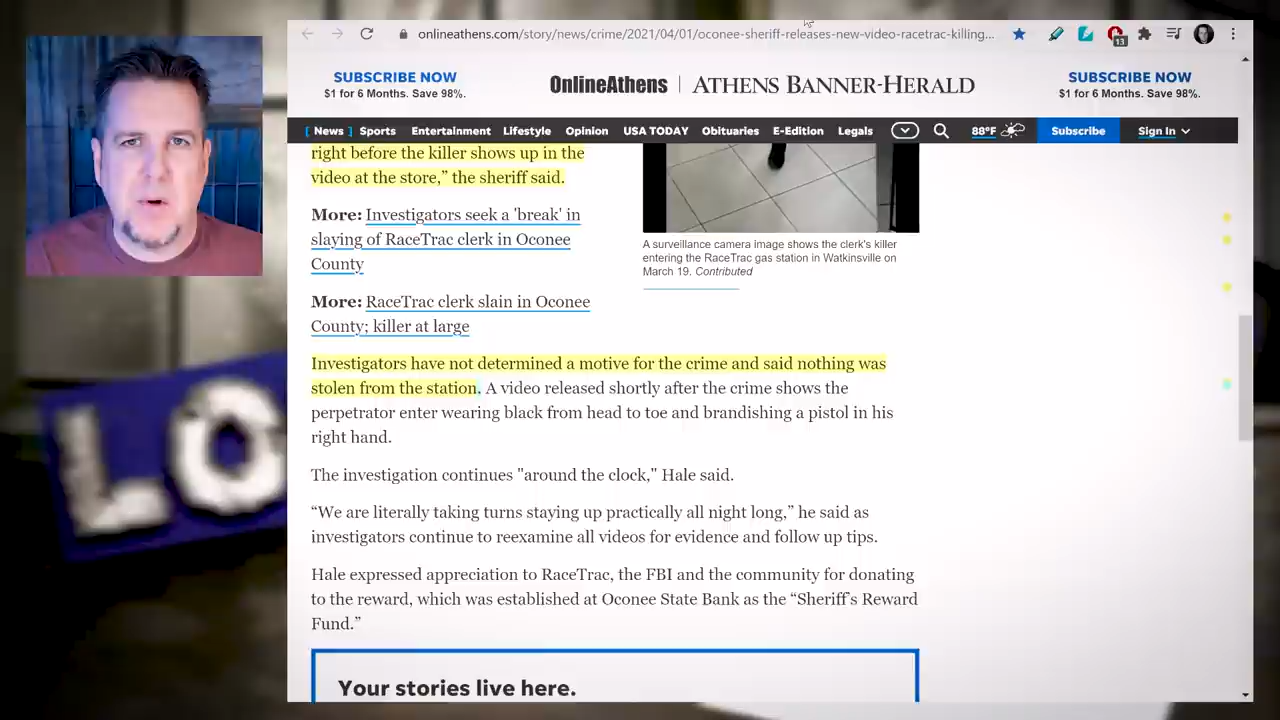 onlineathens.com/story/news/crime/2021/04/01/oconee-sheriff-releases-new-video-racetrac-killing...
13
SUBSCRIBE NOW
$1 for 6 Months. Save 98%.
OnlineAthens | ATHENS BANNER-HERALD
SUBSCRIBE NOW
$1 for 6 Months. Save 98%.
[ News ] Sports Entertainment Lifestyle Opinion USA TODAY Obituaries E-Edition Legals 88°F Subscribe Sign In
right before the killer shows up in the
video at the store,” the sheriff said.
More: Investigators seek a 'break' in
slaying of RaceTrac clerk in Oconee
County
More: RaceTrac clerk slain in Oconee
County; killer at large
A surveillance camera image shows the clerk's killer
entering the RaceTrac gas station in Watkinsville on
March 19. Contributed
Investigators have not determined a motive for the crime and said nothing was
stolen from the station. A video released shortly after the crime shows the
perpetrator enter wearing black from head to toe and brandishing a pistol in his
right hand.
The investigation continues "around the clock," Hale said.
“We are literally taking turns staying up practically all night long,” he said as
investigators continue to reexamine all videos for evidence and follow up tips.
Hale expressed appreciation to RaceTrac, the FBI and the community for donating
to the reward, which was established at Oconee State Bank as the “Sheriff’s Reward
Fund.”
Your stories live here.
LO